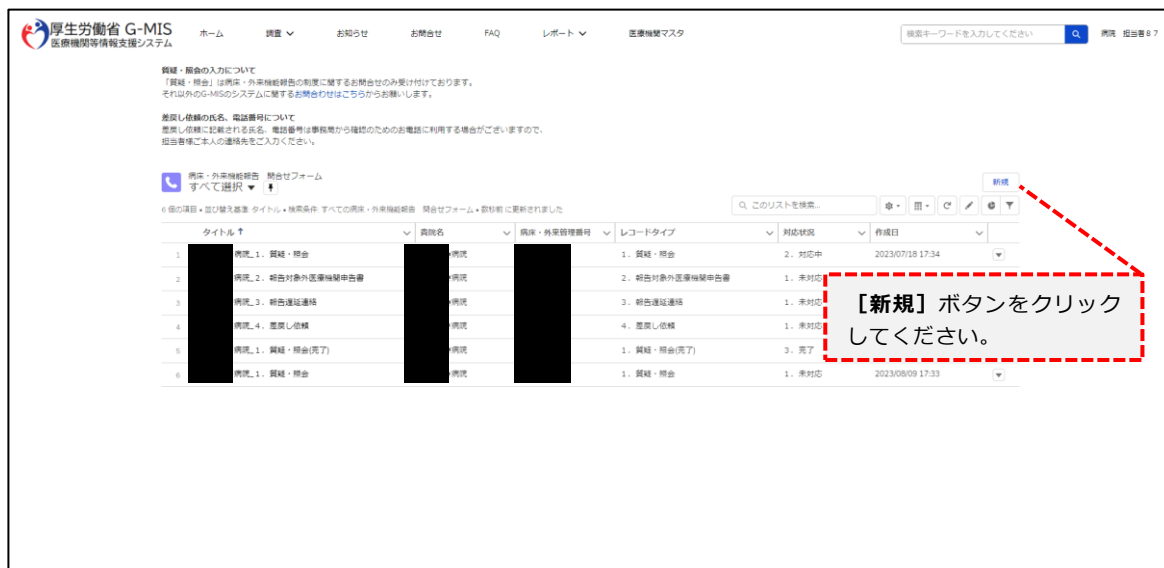 厚生労働省 G-MIS
医療機関等情報支援システム
ホーム 調査 お知らせ お問合せ FAQ レポート 医療機関マスタ 検索キーワードを入力してください 病院 担当者87
質疑・照会の入力について
「質疑・照会」は病床・外来機能報告の制度に関するお問合せのみ受け付けております。
それ以外のG-MISのシステムに関するお問合わせはこちらからお願いします。
差戻し依頼の氏名、電話番号について
差戻し依頼に記載される氏名、電話番号は事務局から確認のためのお電話に利用する場合がございますので、
担当者様ご本人の連絡先をご入力ください。
病床・外来機能報告 問合せフォーム
すべて選択
新規
6 個の項目 • 並び替え基準: タイトル • 検索条件: すべての病床・外来機能報告 問合せフォーム • 数秒前 に更新されました
このリストを検索...
タイトル ↑ 貴院名 病床・外来管理番号 レコードタイプ 対応状況 作成日
1 病院_1．質疑・照会 病院 1．質疑・照会 2．対応中 2023/07/18 17:34
2 病院_2．報告対象外医療機関申告書 病院 2．報告対象外医療機関申告書 1．未対応
3 病院_3．報告遅延連絡 病院 3．報告遅延連絡 1．未対応
4 病院_4．差戻し依頼 病院 4．差戻し依頼 1．未対応
5 病院_1．質疑・照会(完了) 病院 1．質疑・照会(完了) 3．完了
6 病院_1．質疑・照会 病院 1．質疑・照会 1．未対応 2023/08/09 17:33
［新規］ボタンをクリック
してください。